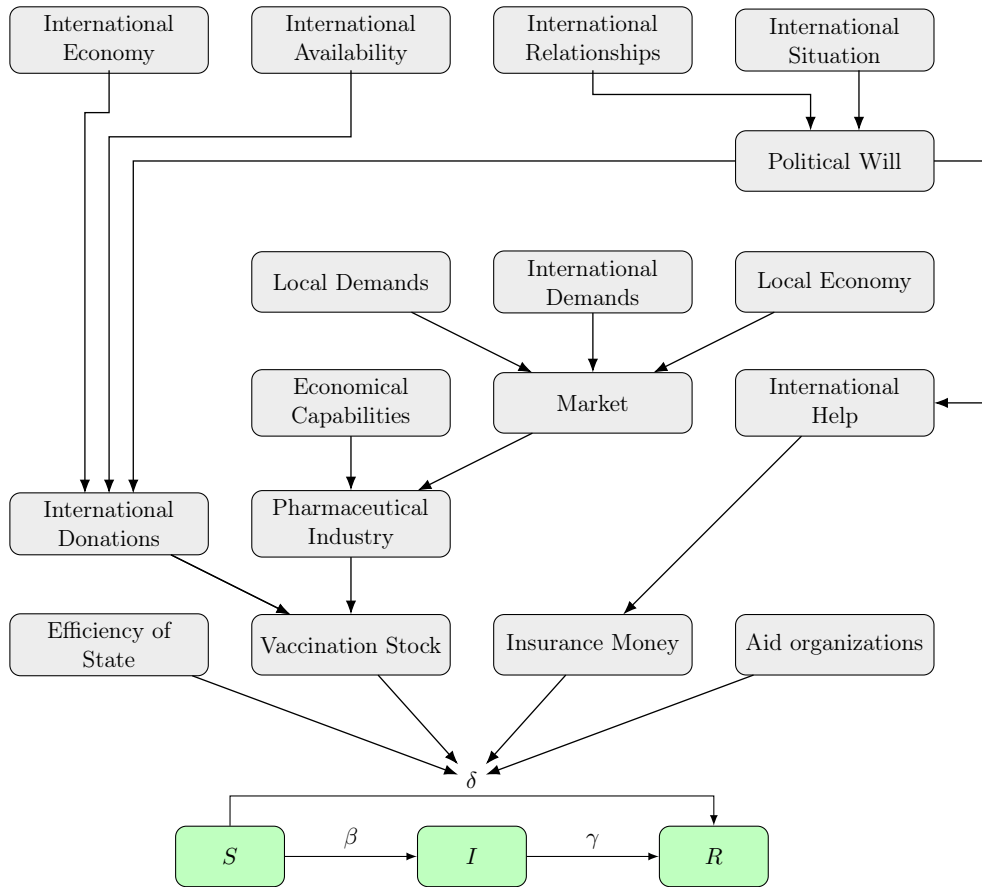 International
Economy
International
Availability
International
Relationships
International
Situation
Political Will
Local Demands
International
Demands
Local Economy
Economical
Capabilities
Market
International
Help
International
Donations
Pharmaceutical
Industry
Efficiency of
State
Vaccination Stock
Insurance Money
Aid organizations
δ
β
γ
S
I
R